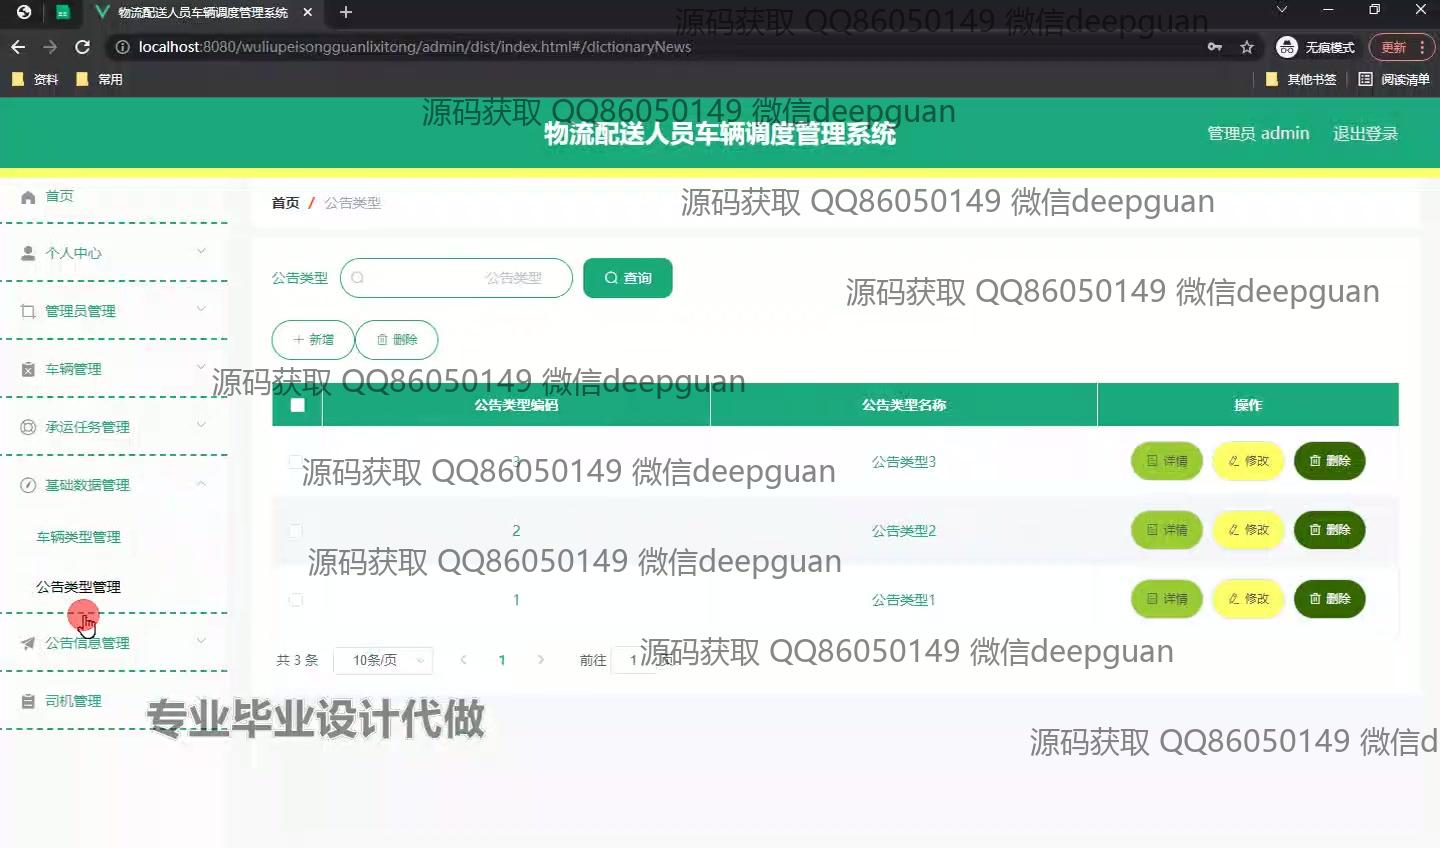 物流配送人员车辆调度管理系统
源码获取 QQ86050149 微信deepguan
localhost:8080/wuliupeisongguanlixitong/admin/dist/index.html#/dictionaryNews
无痕模式
更新
资料
常用
其他书签
阅读清单
源码获取 QQ86050149 微信deepguan
物流配送人员车辆调度管理系统
管理员 admin
退出登录
首页
个人中心
管理员管理
车辆管理
承运任务管理
基础数据管理
车辆类型管理
公告类型管理
公告信息管理
司机管理
首页 / 公告类型
源码获取 QQ86050149 微信deepguan
公告类型 公告类型 查询
源码获取 QQ86050149 微信deepguan
新增 删除
源码获取 QQ86050149 微信deepguan
公告类型编码 公告类型名称 操作
3 公告类型3 详情 修改 删除
源码获取 QQ86050149 微信deepguan
2 公告类型2 详情 修改 删除
源码获取 QQ86050149 微信deepguan
1 公告类型1 详情 修改 删除
共 3 条 10条/页 1 前往 1 页
源码获取 QQ86050149 微信deepguan
专业毕业设计代做
源码获取 QQ86050149 微信d